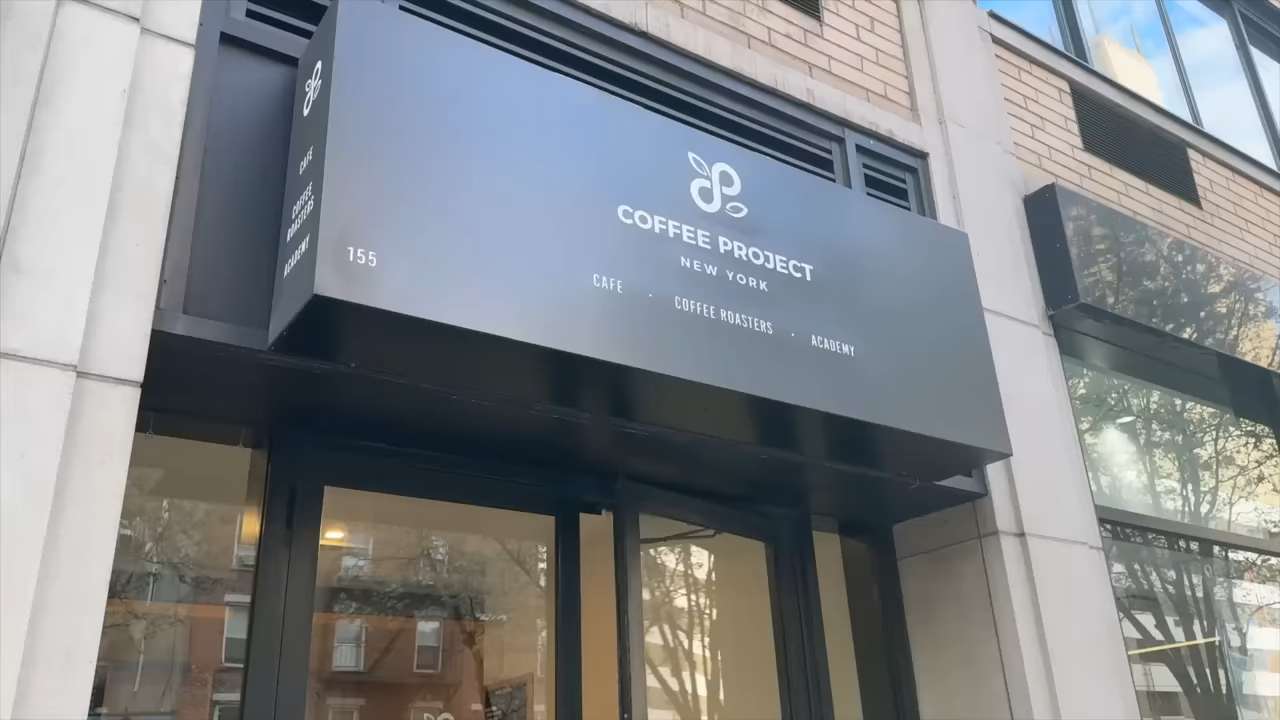 CAFE
COFFEE
ROASTERS
ACADEMY
155
COFFEE PROJECT
NEW YORK
CAFE · COFFEE ROASTERS · ACADEMY